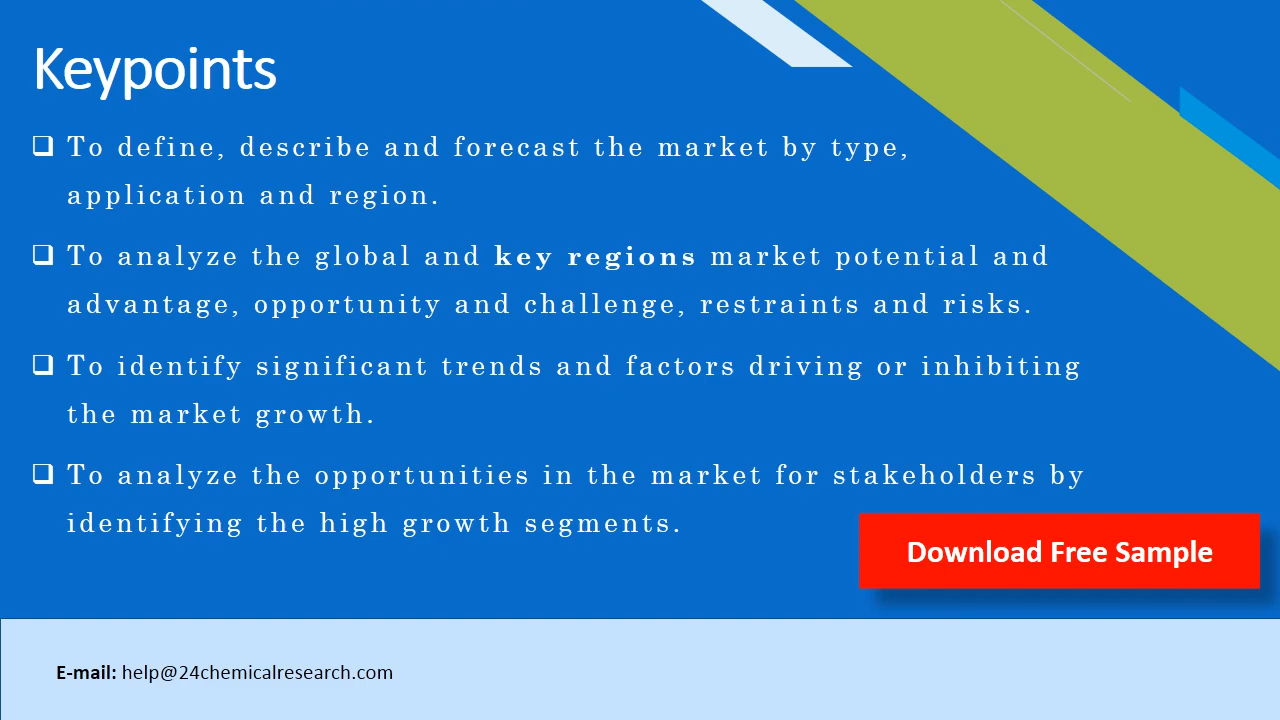 Keypoints
❑ To define, describe and forecast the market by type,
application and region.
❑ To analyze the global and key regions market potential and
advantage, opportunity and challenge, restraints and risks.
❑ To identify significant trends and factors driving or inhibiting
the market growth.
❑ To analyze the opportunities in the market for stakeholders by
identifying the high growth segments.
Download Free Sample
E-mail: help@24chemicalresearch.com